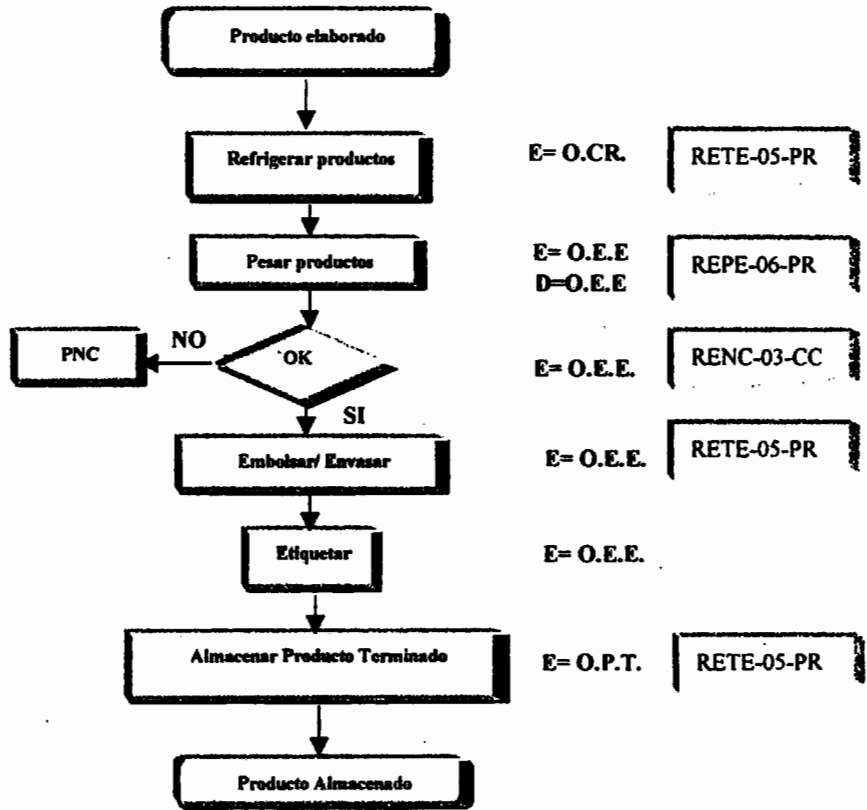 Producto elaborado
Refrigerar productos
E= O.CR.
RETE-05-PR
Pesar productos
E= O.E.E
D=O.E.E
REPE-06-PR
PNC
NO
OK
E= O.E.E.
RENC-03-CC
SI
Embolsar/ Envasar
E= O.E.E.
RETE-05-PR
Etiquetar
E= O.E.E.
Almacenar Producto Terminado
E= O.P.T.
RETE-05-PR
Producto Almacenado